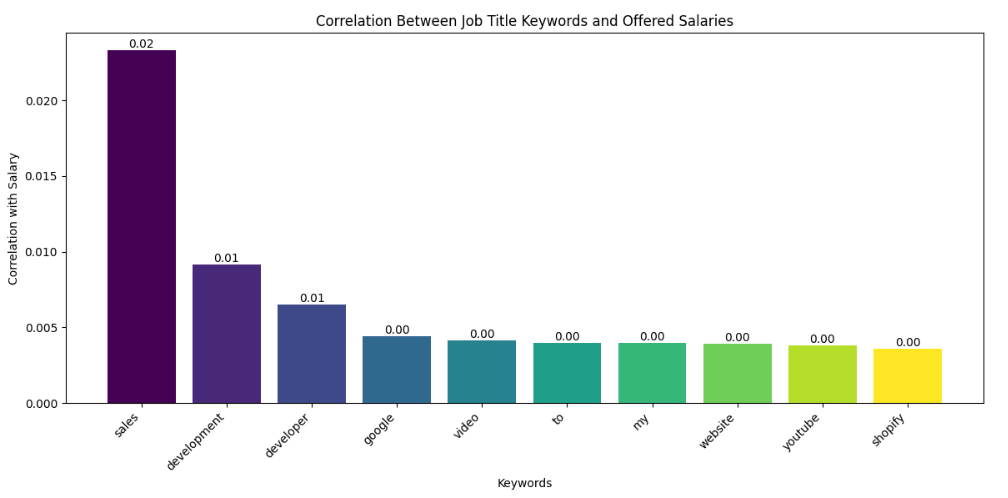 Correlation Between Job Title Keywords and Offered Salaries
Correlation with Salary
0.020
0.015
0.010
0.005
0.000
0.02
0.01
0.01
0.00
0.00
0.00
0.00
0.00
0.00
0.00
sales
development
developer
google
video
to
my
website
youtube
shopify
Keywords